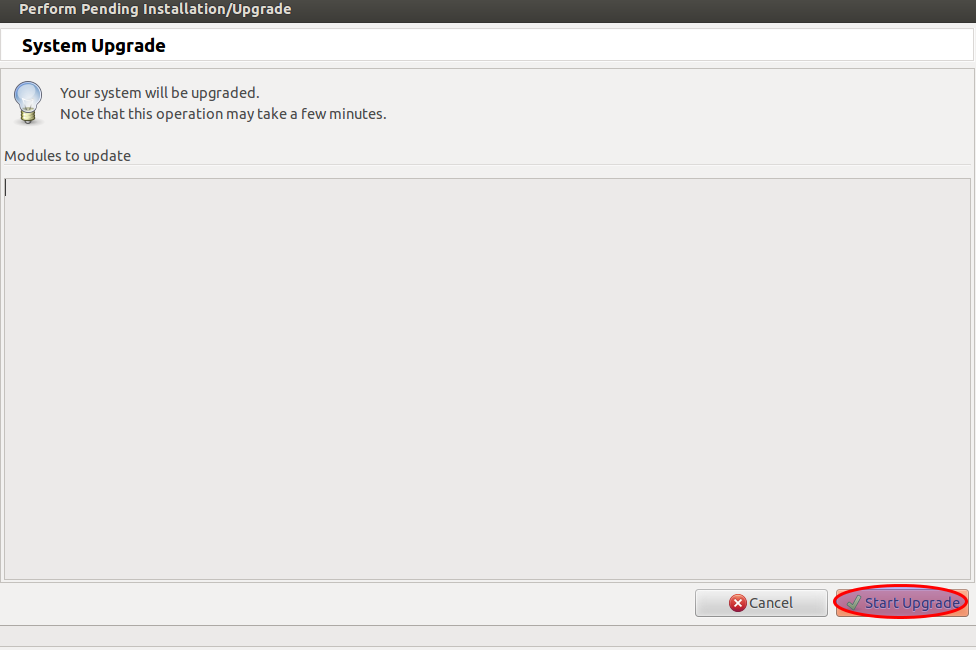 Perform Pending Installation/Upgrade
System Upgrade
Your system will be upgraded.
Note that this operation may take a few minutes.
Modules to update
Cancel
Start Upgrade